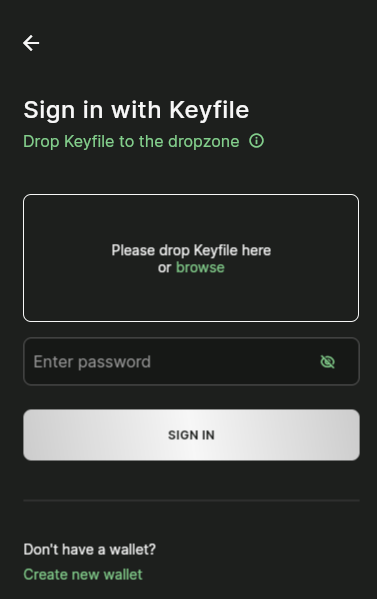 Sign in with Keyfile
Drop Keyfile to the dropzone
Please drop Keyfile here
or browse
Enter password
SIGN IN
Don't have a wallet?
Create new wallet